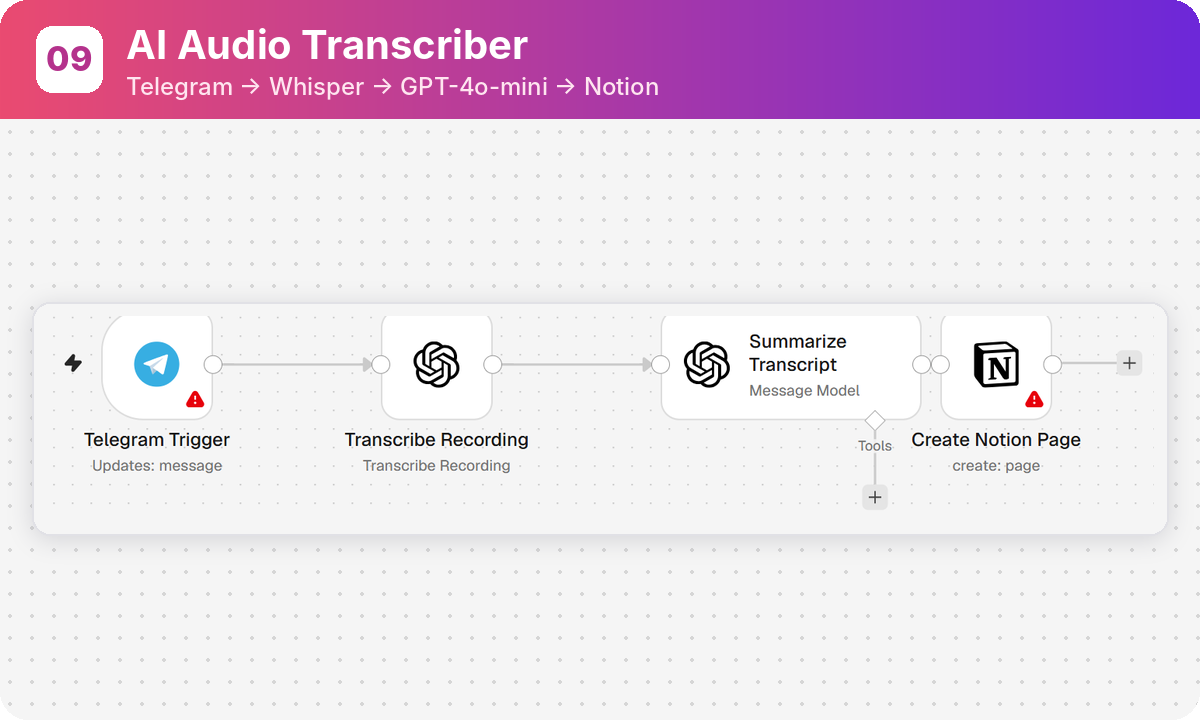 09
AI Audio Transcriber
Telegram → Whisper → GPT-4o-mini → Notion
Telegram Trigger
Updates: message
Transcribe Recording
Transcribe Recording
Summarize
Transcript
Message Model
Tools
N
Create Notion Page
create: page